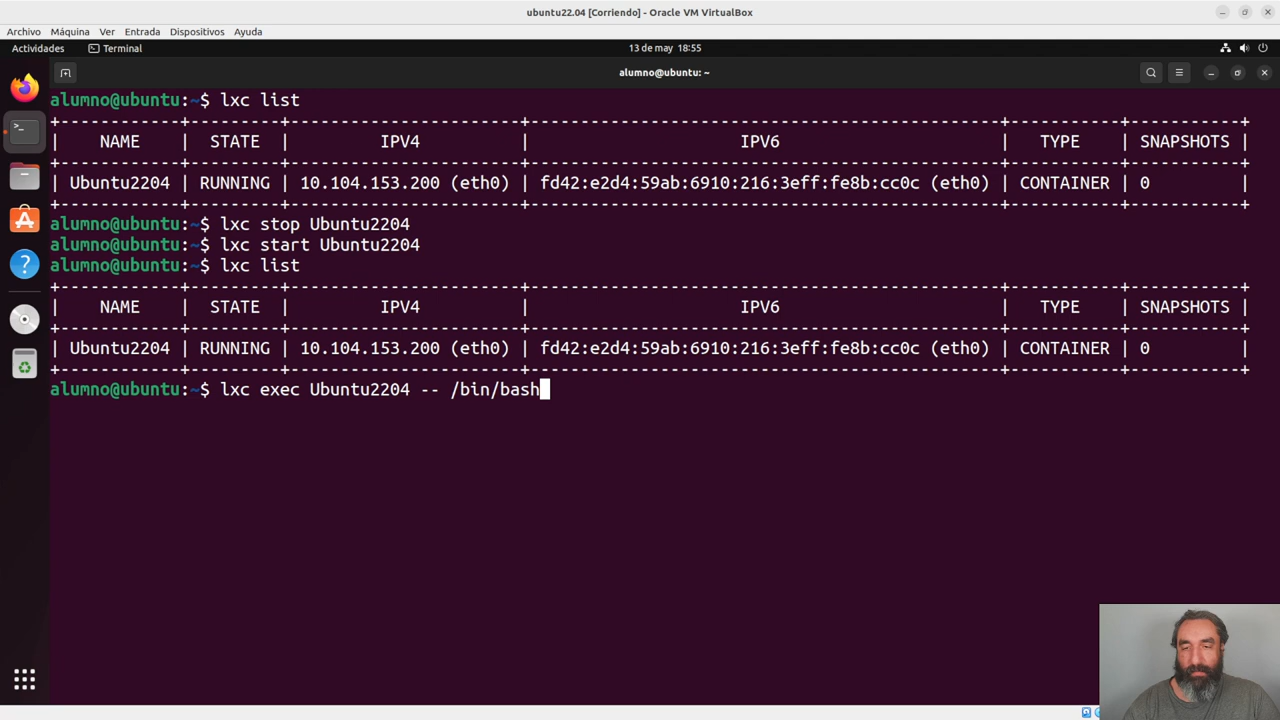 ubuntu22.04 [Corriendo] - Oracle VM VirtualBox
Archivo Máquina Ver Entrada Dispositivos Ayuda
Actividades Terminal 13 de may 18:55
alumno@ubuntu: ~
alumno@ubuntu:~$ lxc list
+-----------+---------+-----------------------+-----------------------------------------------+-----------+-----------+
| NAME | STATE | IPV4 | IPV6 | TYPE | SNAPSHOTS |
+-----------+---------+-----------------------+-----------------------------------------------+-----------+-----------+
| Ubuntu2204 | RUNNING | 10.104.153.200 (eth0) | fd42:e2d4:59ab:6910:216:3eff:fe8b:cc0c (eth0) | CONTAINER | 0 |
+-----------+---------+-----------------------+-----------------------------------------------+-----------+-----------+
alumno@ubuntu:~$ lxc stop Ubuntu2204
alumno@ubuntu:~$ lxc start Ubuntu2204
alumno@ubuntu:~$ lxc list
+-----------+---------+-----------------------+-----------------------------------------------+-----------+-----------+
| NAME | STATE | IPV4 | IPV6 | TYPE | SNAPSHOTS |
+-----------+---------+-----------------------+-----------------------------------------------+-----------+-----------+
| Ubuntu2204 | RUNNING | 10.104.153.200 (eth0) | fd42:e2d4:59ab:6910:216:3eff:fe8b:cc0c (eth0) | CONTAINER | 0 |
+-----------+---------+-----------------------+-----------------------------------------------+-----------+-----------+
alumno@ubuntu:~$ lxc exec Ubuntu2204 -- /bin/bash